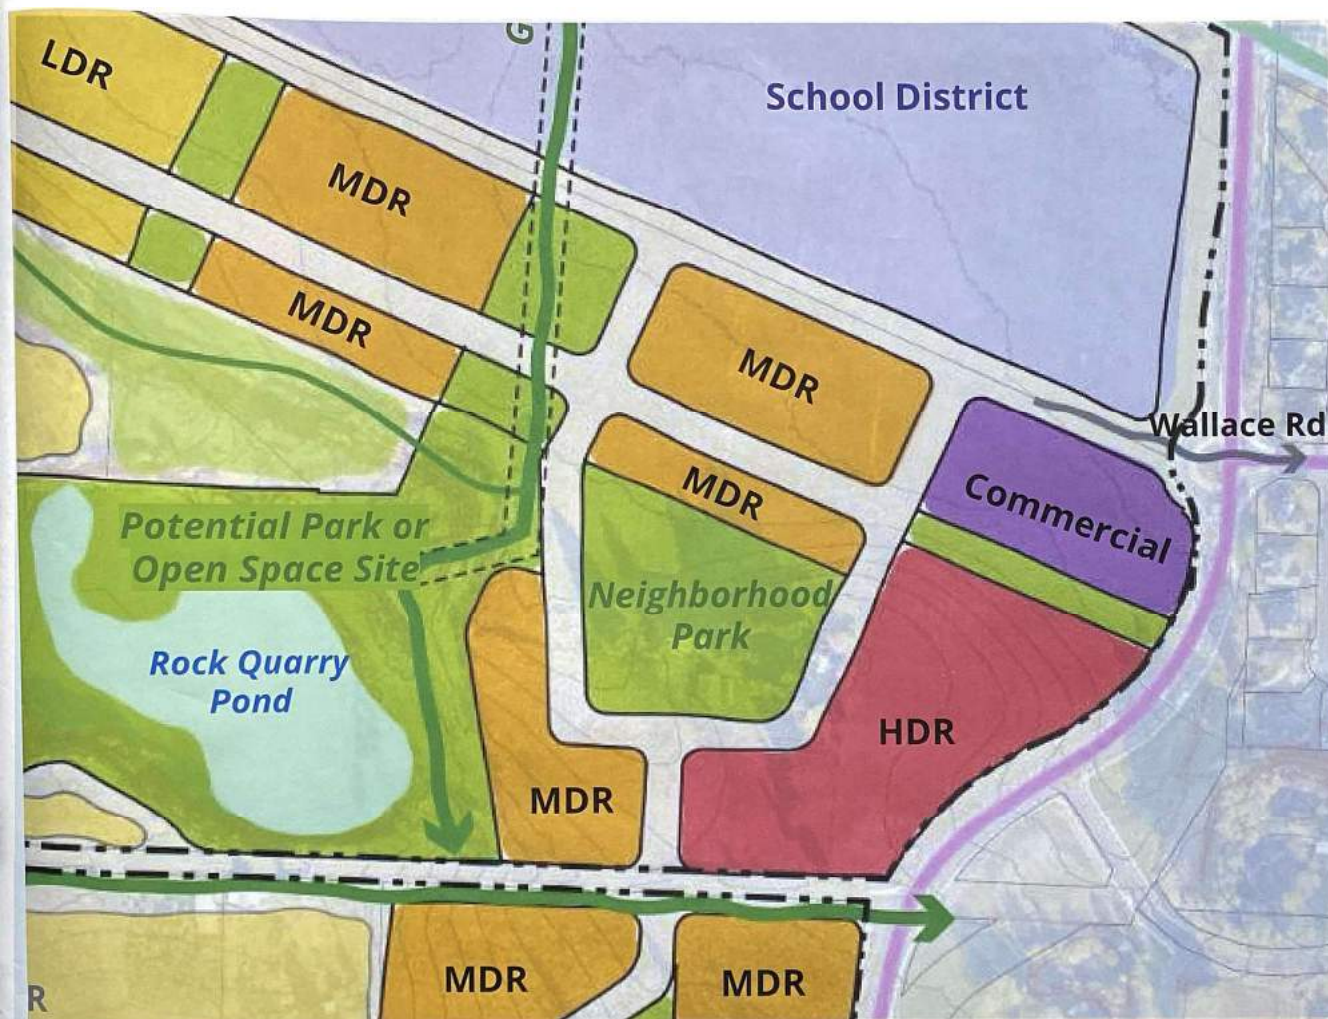 G
LDR
School District
MDR
MDR
MDR
Wallace Rd
MDR
Commercial
Potential Park or
Open Space Site
Neighborhood
Park
Rock Quarry
Pond
HDR
MDR
MDR
MDR
R